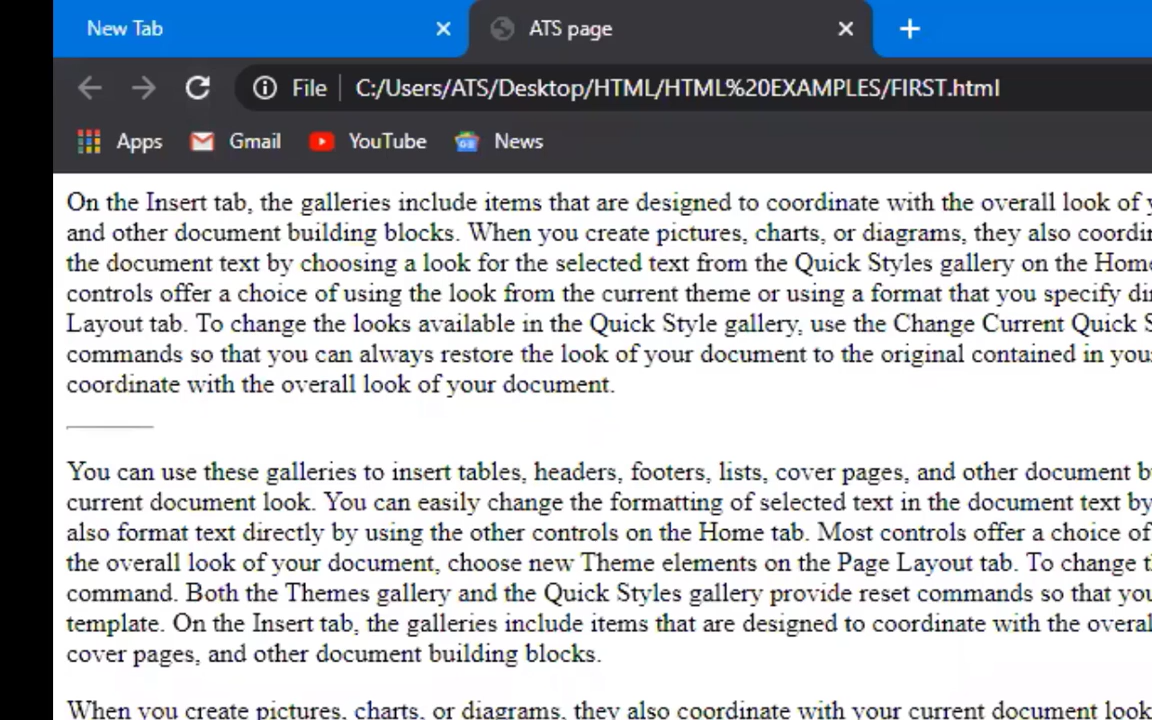 New Tab
ATS page
File
C:/Users/ATS/Desktop/HTML/HTML%20EXAMPLES/FIRST.html
Apps Gmail YouTube News
On the Insert tab, the galleries include items that are designed to coordinate with the overall look of
and other document building blocks. When you create pictures, charts, or diagrams, they also
the document text by choosing a look for the selected text from the Quick Styles gallery on the Home
controls offer a choice of using the look from the current theme or using a format that you specify
Layout tab. To change the looks available in the Quick Style gallery, use the Change Current Quick
commands so that you can always restore the look of your document to the original contained in
coordinate with the overall look of your document.
You can use these galleries to insert tables, headers, footers, lists, cover pages, and other document
current document look. You can easily change the formatting of selected text in the document text by
also format text directly by using the other controls on the Home tab. Most controls offer a choice of
the overall look of your document, choose new Theme elements on the Page Layout tab. To change
command. Both the Themes gallery and the Quick Styles gallery provide reset commands so that you
template. On the Insert tab, the galleries include items that are designed to coordinate with the
cover pages, and other document building blocks.
When you create pictures, charts, or diagrams, they also coordinate with your current document look